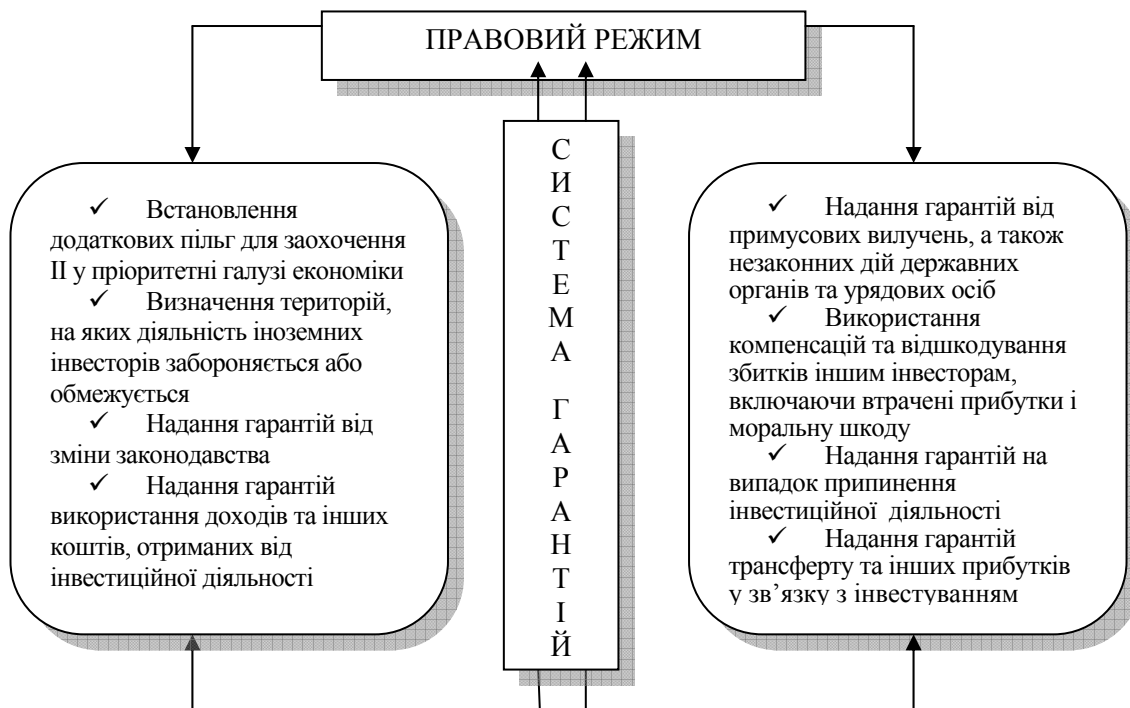 ПРАВОВИЙ РЕЖИМ
✓ Встановлення
додаткових пільг для заохочення
ІІ у пріоритетні галузі економіки
✓ Визначення територій,
на яких діяльність іноземних
інвесторів забороняється або
обмежується
✓ Надання гарантій від
зміни законодавства
✓ Надання гарантій
використання доходів та інших
коштів, отриманих від
інвестиційної діяльності
С
И
С
Т
Е
М
А
Г
А
Р
А
Н
Т
І
Й
✓ Надання гарантій від
примусових вилучень, а також
незаконних дій державних
органів та урядових осіб
✓ Використання
компенсацій та відшкодування
збитків іншим інвесторам,
включаючи втрачені прибутки і
моральну шкоду
✓ Надання гарантій на
випадок припинення
інвестиційної діяльності
✓ Надання гарантій
трансферту та інших прибутків
у зв’язку з інвестуванням